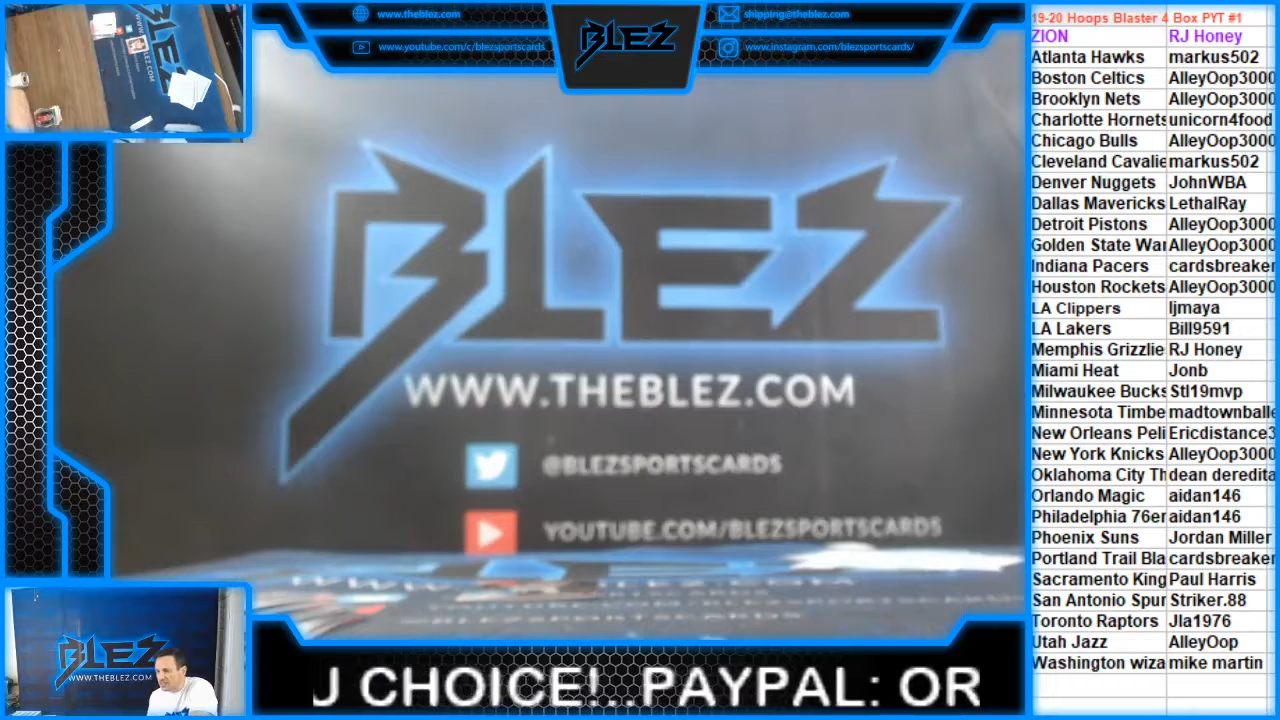 www.theblez.com
shipping@theblez.com
www.youtube.com/c/blezsportscards
BLEZ
www.instagram.com/blezsportscards/
BLEZ
WWW.THEBLEZ.COM
@BLEZSPORTSCARDS
YOUTUBE.COM/BLEZSPORTSCARDS
BLEZ
WWW.THEBLEZ.COM
J CHOICE!...PAYPAL: OR
19-20 Hoops Blaster 4 Box PYT #1
ZION RJ Honey
Atlanta Hawks markus502
Boston Celtics AlleyOop3000
Brooklyn Nets AlleyOop3000
Charlotte Hornets unicorn4food
Chicago Bulls AlleyOop3000
Cleveland Cavalie markus502
Denver Nuggets JohnWBA
Dallas Mavericks LethalRay
Detroit Pistons AlleyOop3000
Golden State War AlleyOop3000
Indiana Pacers cardsbreaker
Houston Rockets AlleyOop3000
LA Clippers ljmaya
LA Lakers Bill9591
Memphis Grizzlie RJ Honey
Miami Heat Jonb
Milwaukee Bucks Stl19mvp
Minnesota Timbe madtownballe
New Orleans Peli Ericdistance3
New York Knicks AlleyOop3000
Oklahoma City Th dean deredita
Orlando Magic aidan146
Philadelphia 76er aidan146
Phoenix Suns Jordan Miller
Portland Trail Bla cardsbreaker
Sacramento King Paul Harris
San Antonio Spur Striker.88
Toronto Raptors Jla1976
Utah Jazz AlleyOop
Washington wiza mike martin